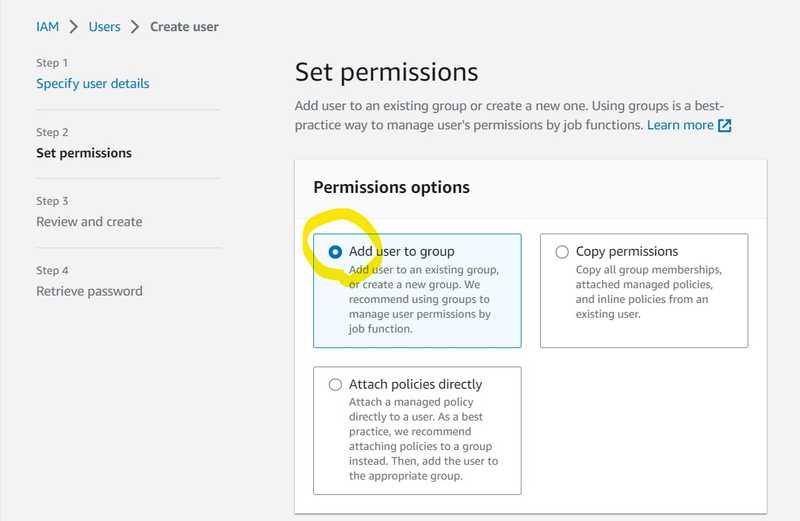 IAM > Users > Create user
Step 1
Specify user details
Step 2
Set permissions
Step 3
Review and create
Step 4
Retrieve password
Set permissions
Add user to an existing group or create a new one. Using groups is a best-
practice way to manage user's permissions by job functions. Learn more
Permissions options
Add user to group
Add user to an existing group,
or create a new group. We
recommend using groups to
manage user permissions by
job function.
Copy permissions
Copy all group memberships,
attached managed policies,
and inline policies from an
existing user.
Attach policies directly
Attach a managed policy
directly to a user. As a best
practice, we recommend
attaching policies to a group
instead. Then, add the user to
the appropriate group.